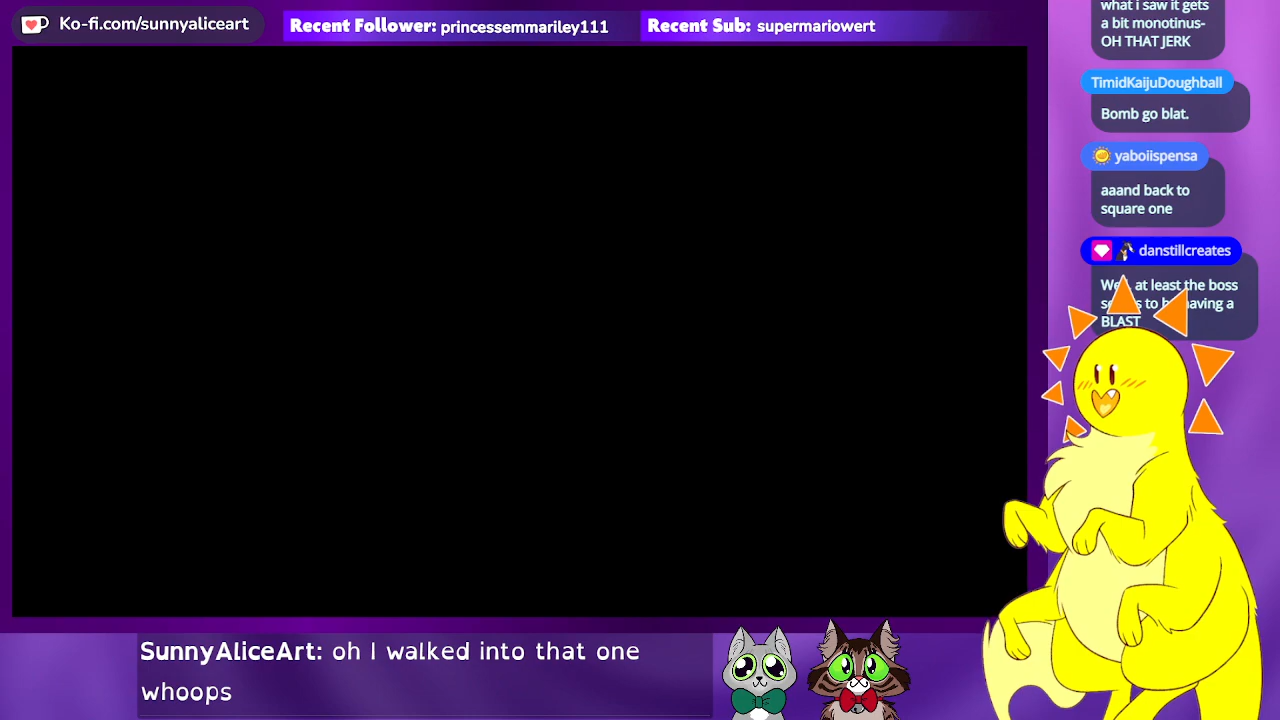 Ko-fi.com/sunnyaliceart
Recent Follower: princessemmariley111
Recent Sub: supermariowert
what i saw it gets
a bit monotinus-
OH THAT JERK
TimidKaijuDoughball
Bomb go blat.
yaboiispensa
aaand back to
square one
danstillcreates
at least the boss
to having a
BLAST
SunnyAliceArt: oh I walked into that one
whoops